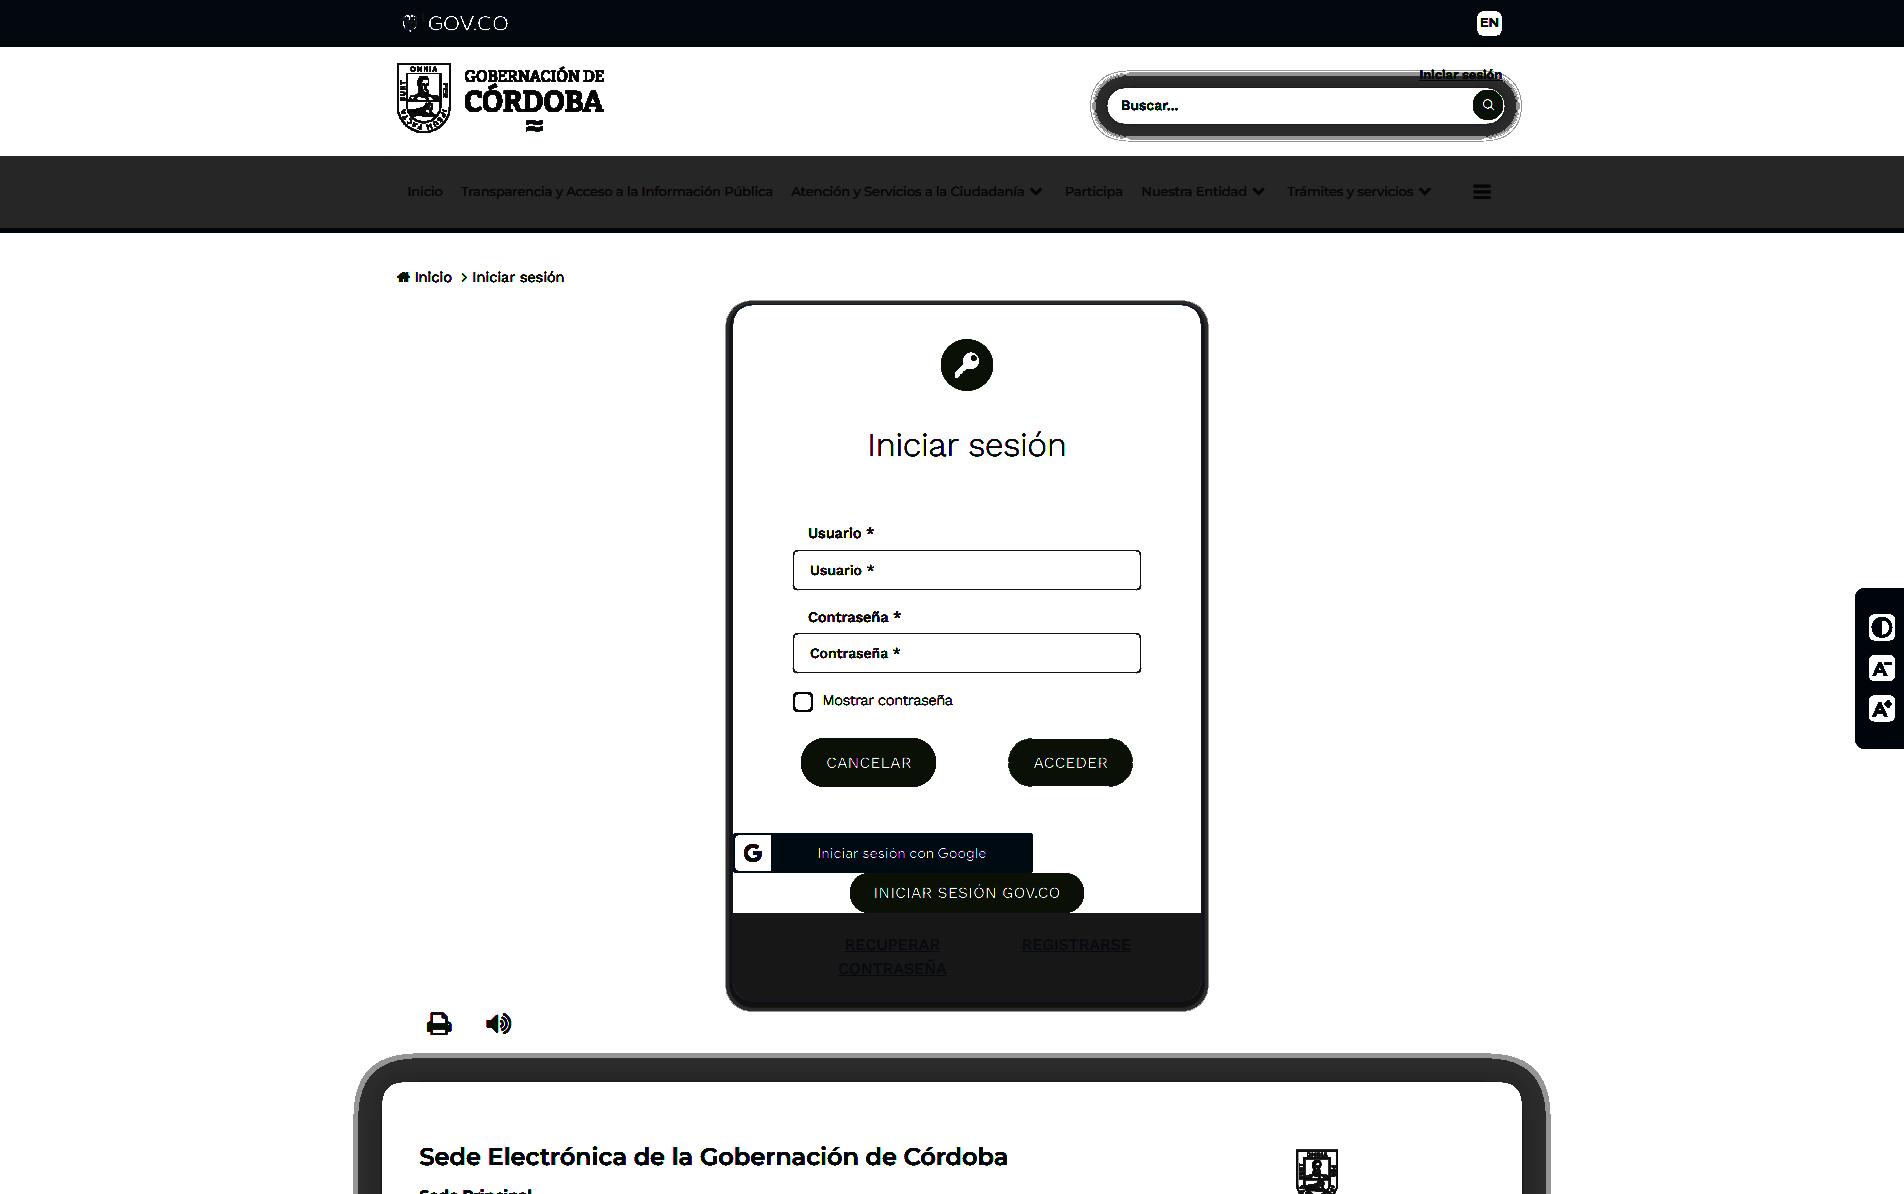 GOV.CO
EN
OMNIA
PER
GOBERNACIÓN DE
CÓRDOBA
Iniciar sesión
Buscar...
Inicio
Transparencia y Acceso a la Información Pública
Atención y Servicios a la Ciudadanía
Participa
Nuestra Entidad
Trámites y servicios
Inicio > Iniciar sesión
Iniciar sesión
Usuario *
Usuario *
Contraseña *
Contraseña *
Mostrar contraseña
CANCELAR
ACCEDER
G Iniciar sesión con Google
INICIAR SESIÓN GOV.CO
RECUPERAR
CONTRASEÑA
REGISTRARSE
A-
A+
Sede Electrónica de la Gobernación de Córdoba
Sede Principal